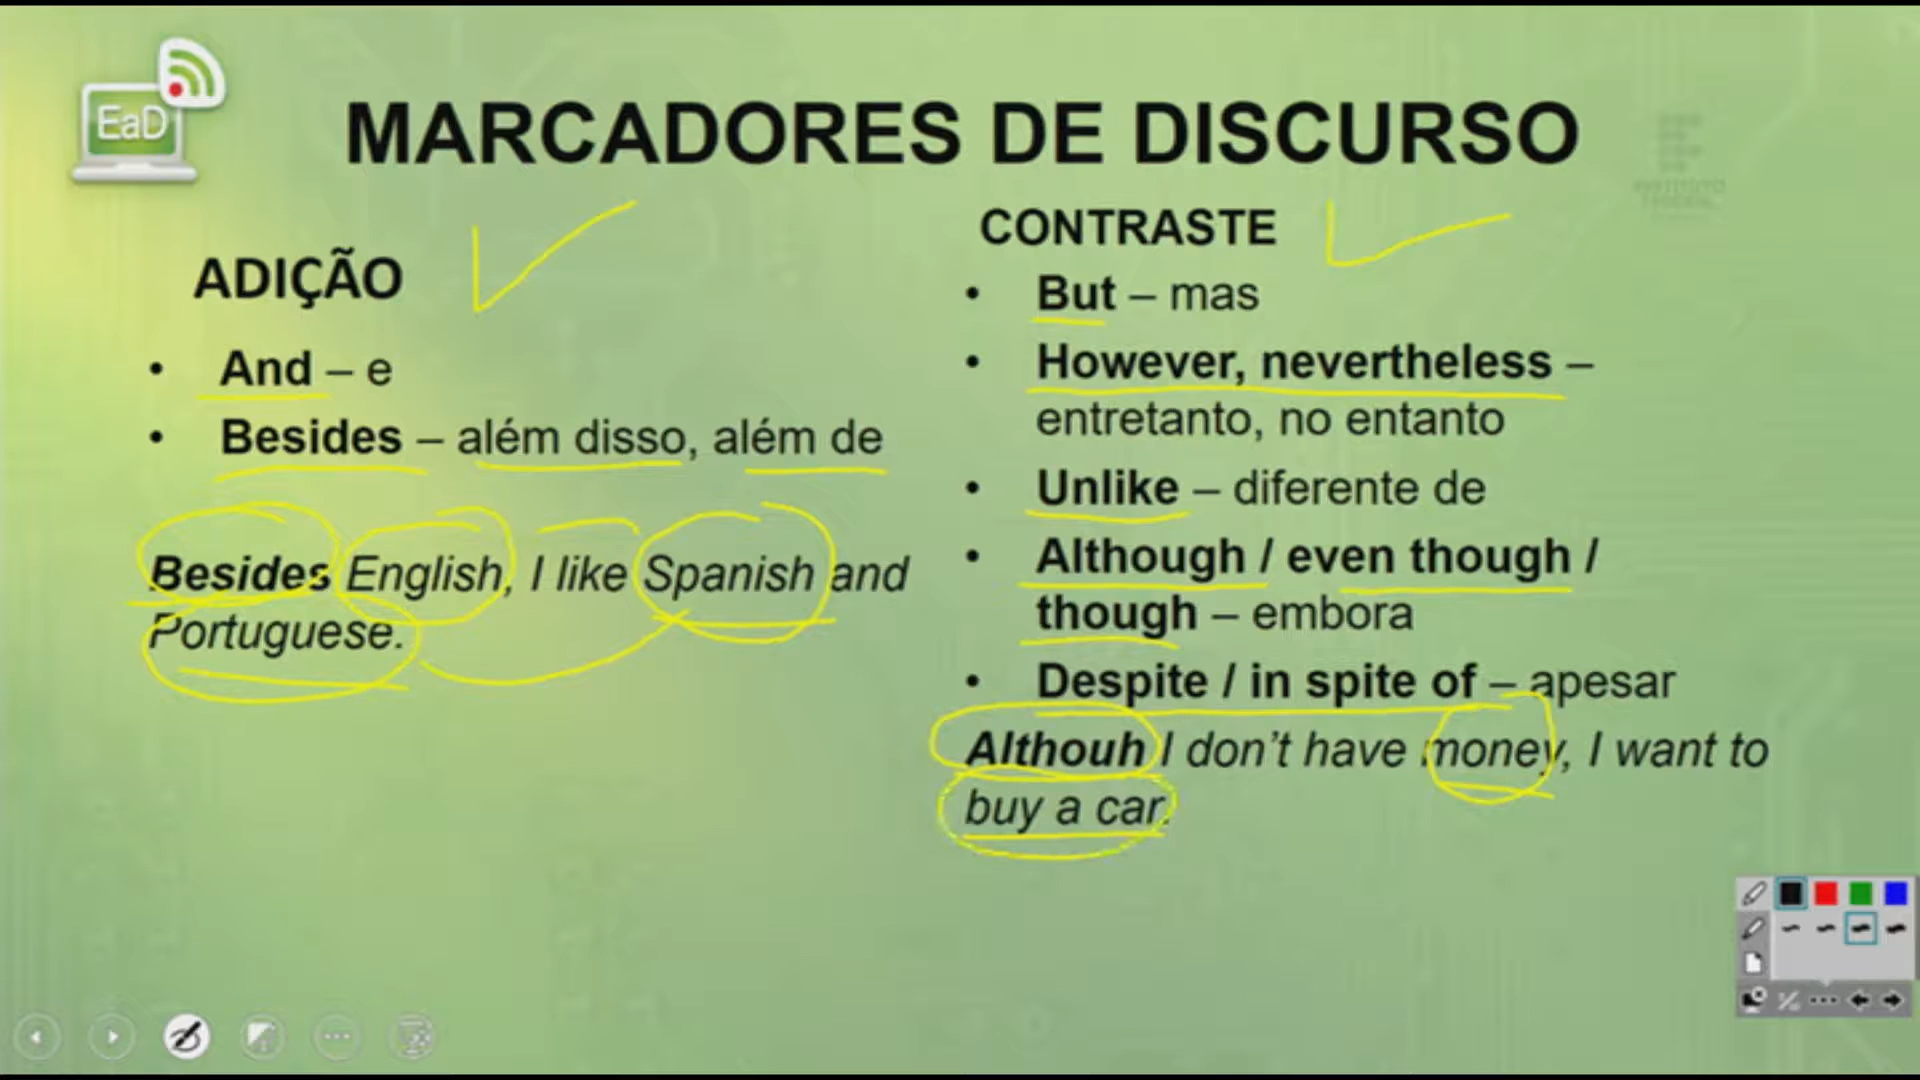 EaD
MARCADORES DE DISCURSO
ADIÇÃO
• And – e
• Besides – além disso, além de
Besides English, I like Spanish and
Portuguese.
CONTRASTE
• But – mas
• However, nevertheless –
entretanto, no entanto
• Unlike – diferente de
• Although / even though /
though – embora
• Despite / in spite of – apesar
Althouh I don't have money, I want to
buy a car.